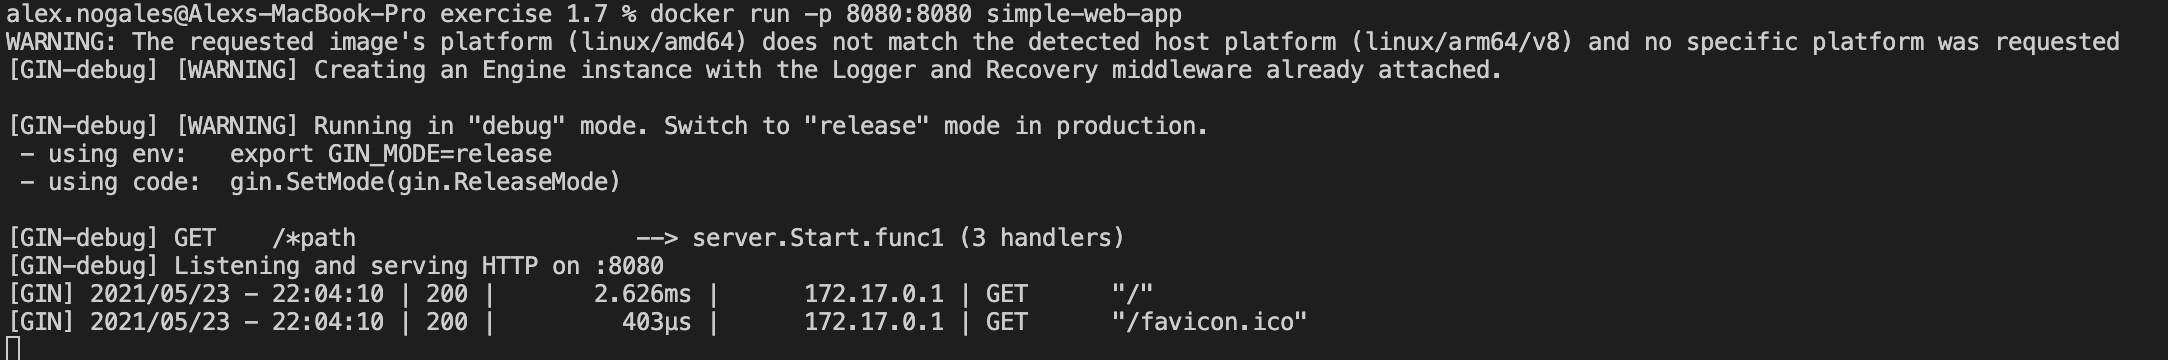 alex.nogales@Alexs-MacBook-Pro exercise 1.7 % docker run -p 8080:8080 simple-web-app
WARNING: The requested image's platform (linux/amd64) does not match the detected host platform (linux/arm64/v8) and no specific platform was requested
[GIN-debug] [WARNING] Creating an Engine instance with the Logger and Recovery middleware already attached.
[GIN-debug] [WARNING] Running in "debug" mode. Switch to "release" mode in production.
 - using env:   export GIN_MODE=release
 - using code:  gin.SetMode(gin.ReleaseMode)
[GIN-debug] GET    /*path                    --> server.Start.func1 (3 handlers)
[GIN-debug] Listening and serving HTTP on :8080
[GIN] 2021/05/23 - 22:04:10 | 200 |       2.626ms |      172.17.0.1 | GET      "/"
[GIN] 2021/05/23 - 22:04:10 | 200 |         403µs |      172.17.0.1 | GET      "/favicon.ico"